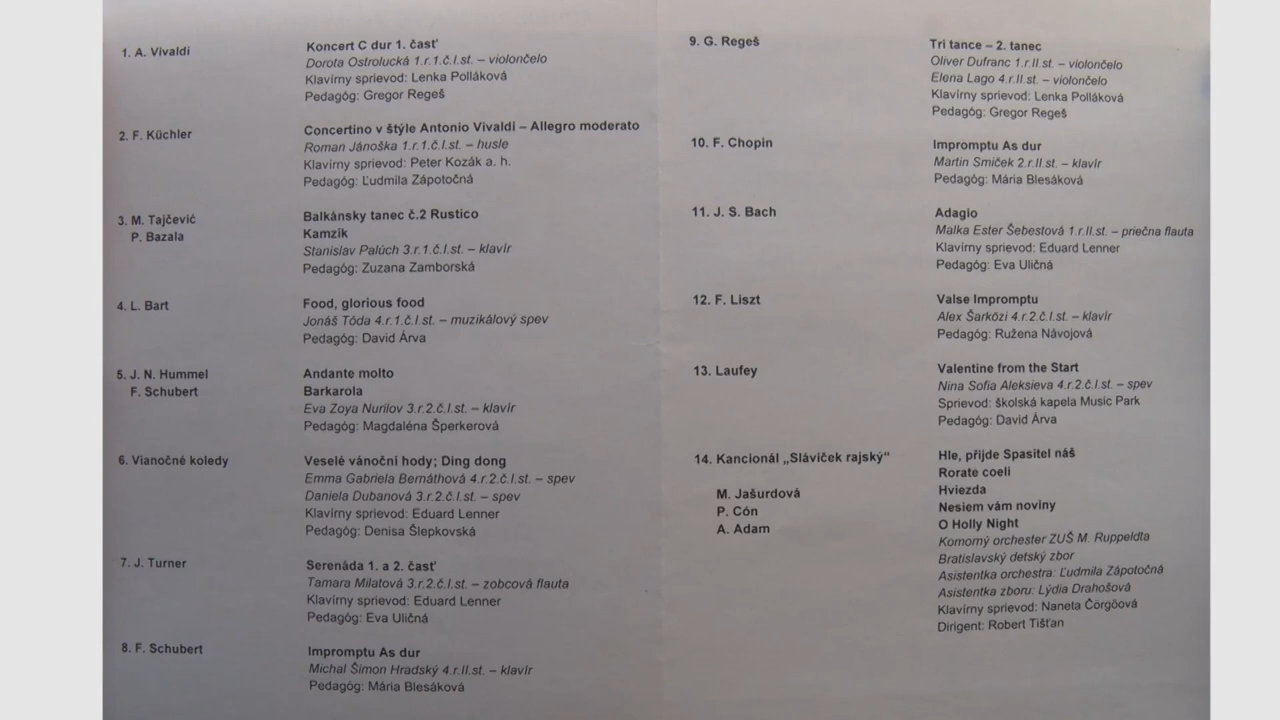 1. A. Vivaldi
Koncert C dur 1. časť
Dorota Ostrolucká 1.r.1.č.I.st. – violončelo
Klavírny sprievod: Lenka Polláková
Pedagóg: Gregor Regeš
2. F. Küchler
Concertino v štýle Antonio Vivaldi – Allegro moderato
Roman Jánoška 1.r.1.č.I.st. – husle
Klavírny sprievod: Peter Kozák a. h.
Pedagóg: Ľudmila Zápotočná
3. M. Tajčević
P. Bazala
Balkánsky tanec č.2 Rustico
Kamzik
Stanislav Palúch 3.r.1.č.I.st. – klavír
Pedagóg: Zuzana Zamborská
4. L. Bart
Food, glorious food
Jonáš Tóda 4.r.1.č.I.st. – muzikálový spev
Pedagóg: David Árva
5. J. N. Hummel
F. Schubert
Andante molto
Barkarola
Eva Zoya Nurilov 3.r.2.č.I.st. – klavír
Pedagóg: Magdaléna Šperkerová
6. Vianočné koledy
Veselé vánoční hody; Ding dong
Emma Gabriela Bernáthová 4.r.2.č.I.st. – spev
Daniela Dubanová 3.r.2.č.I.st. – spev
Klavírny sprievod: Eduard Lenner
Pedagóg: Denisa Šlepkovská
7. J. Turner
Serenáda 1. a 2. časť
Tamara Milatová 3.r.2.č.I.st. – zobcová flauta
Klavírny sprievod: Eduard Lenner
Pedagóg: Eva Uličná
8. F. Schubert
Impromptu As dur
Michal Šimon Hradský 4.r.II.st. – klavír
Pedagóg: Mária Blesáková
9. G. Regeš
Tri tance – 2. tanec
Oliver Dufranc 1.r.II.st. – violončelo
Elena Lago 4.r.II.st. – violončelo
Klavírny sprievod: Lenka Polláková
Pedagóg: Gregor Regeš
10. F. Chopin
Impromptu As dur
Martin Smíček 2.r.II.st. – klavír
Pedagóg: Mária Blesáková
11. J. S. Bach
Adagio
Malka Ester Šebestová 1.r.II.st. – priečna flauta
Klavírny sprievod: Eduard Lenner
Pedagóg: Eva Uličná
12. F. Liszt
Valse Impromptu
Alex Šarközi 4.r.2.č.I.st. – klavír
Pedagóg: Ružena Návojová
13. Laufey
Valentine from the Start
Nina Sofia Aleksieva 4.r.2.č.I.st. – spev
Sprievod: školská kapela Music Park
Pedagóg: David Árva
14. Kancionál „Sláviček rajský“
M. Jašurdová
P. Cón
A. Adam
Hle, přijde Spasitel náš
Rorate coeli
Hviezda
Nesiem vám noviny
O Holly Night
Komorný orchester ZUŠ M. Ruppeldta
Bratislavský detský zbor
Asistentka orchestra: Ľudmila Zápotočná
Asistentka zboru: Lýdia Drahošová
Klavírny sprievod: Naneta Čörgöová
Dirigent: Robert Tišťan